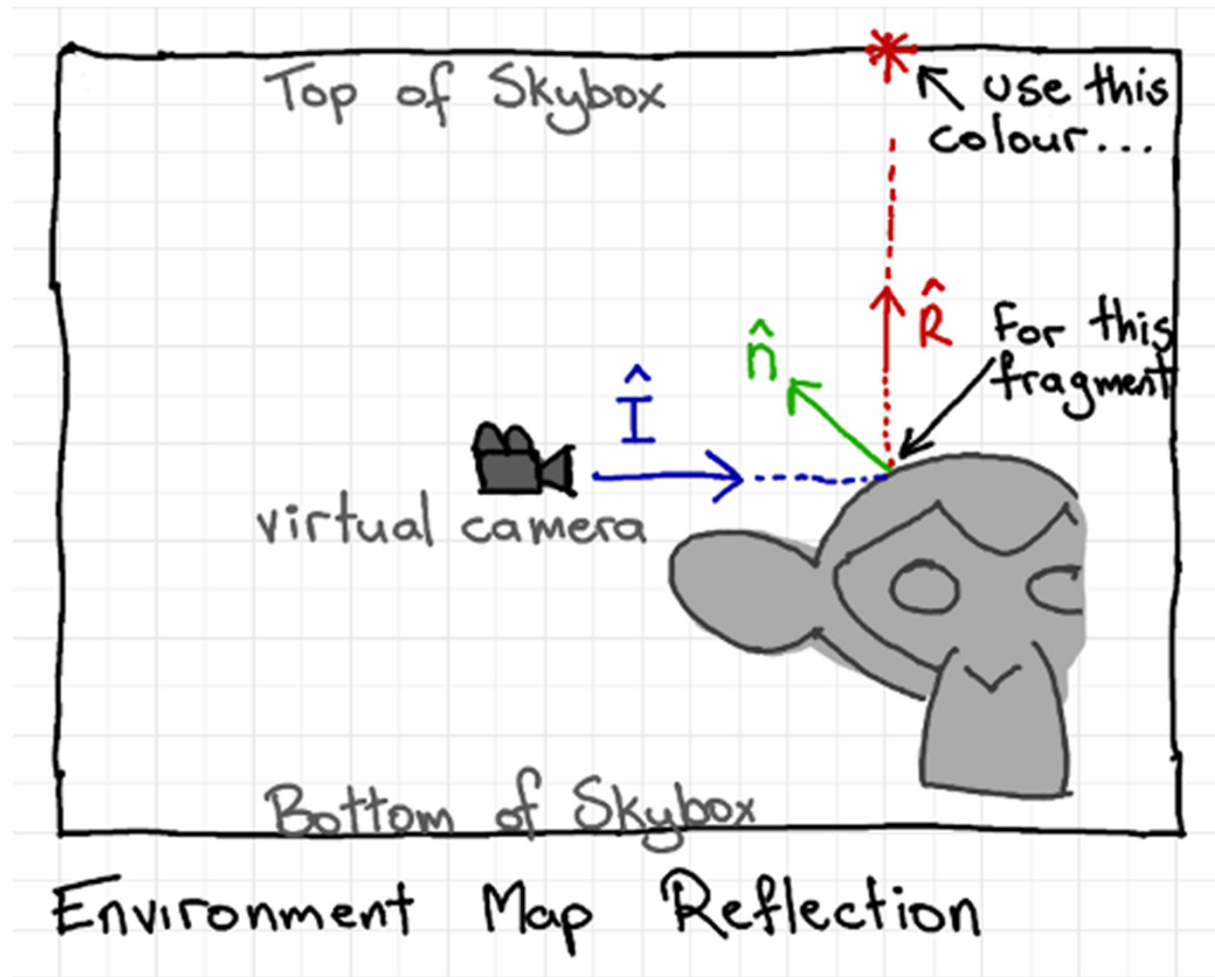 Top of Skybox
use this
colour...
R̂
For this
fragment
n̂
Î
virtual camera
Bottom of Skybox
Environment Map Reflection